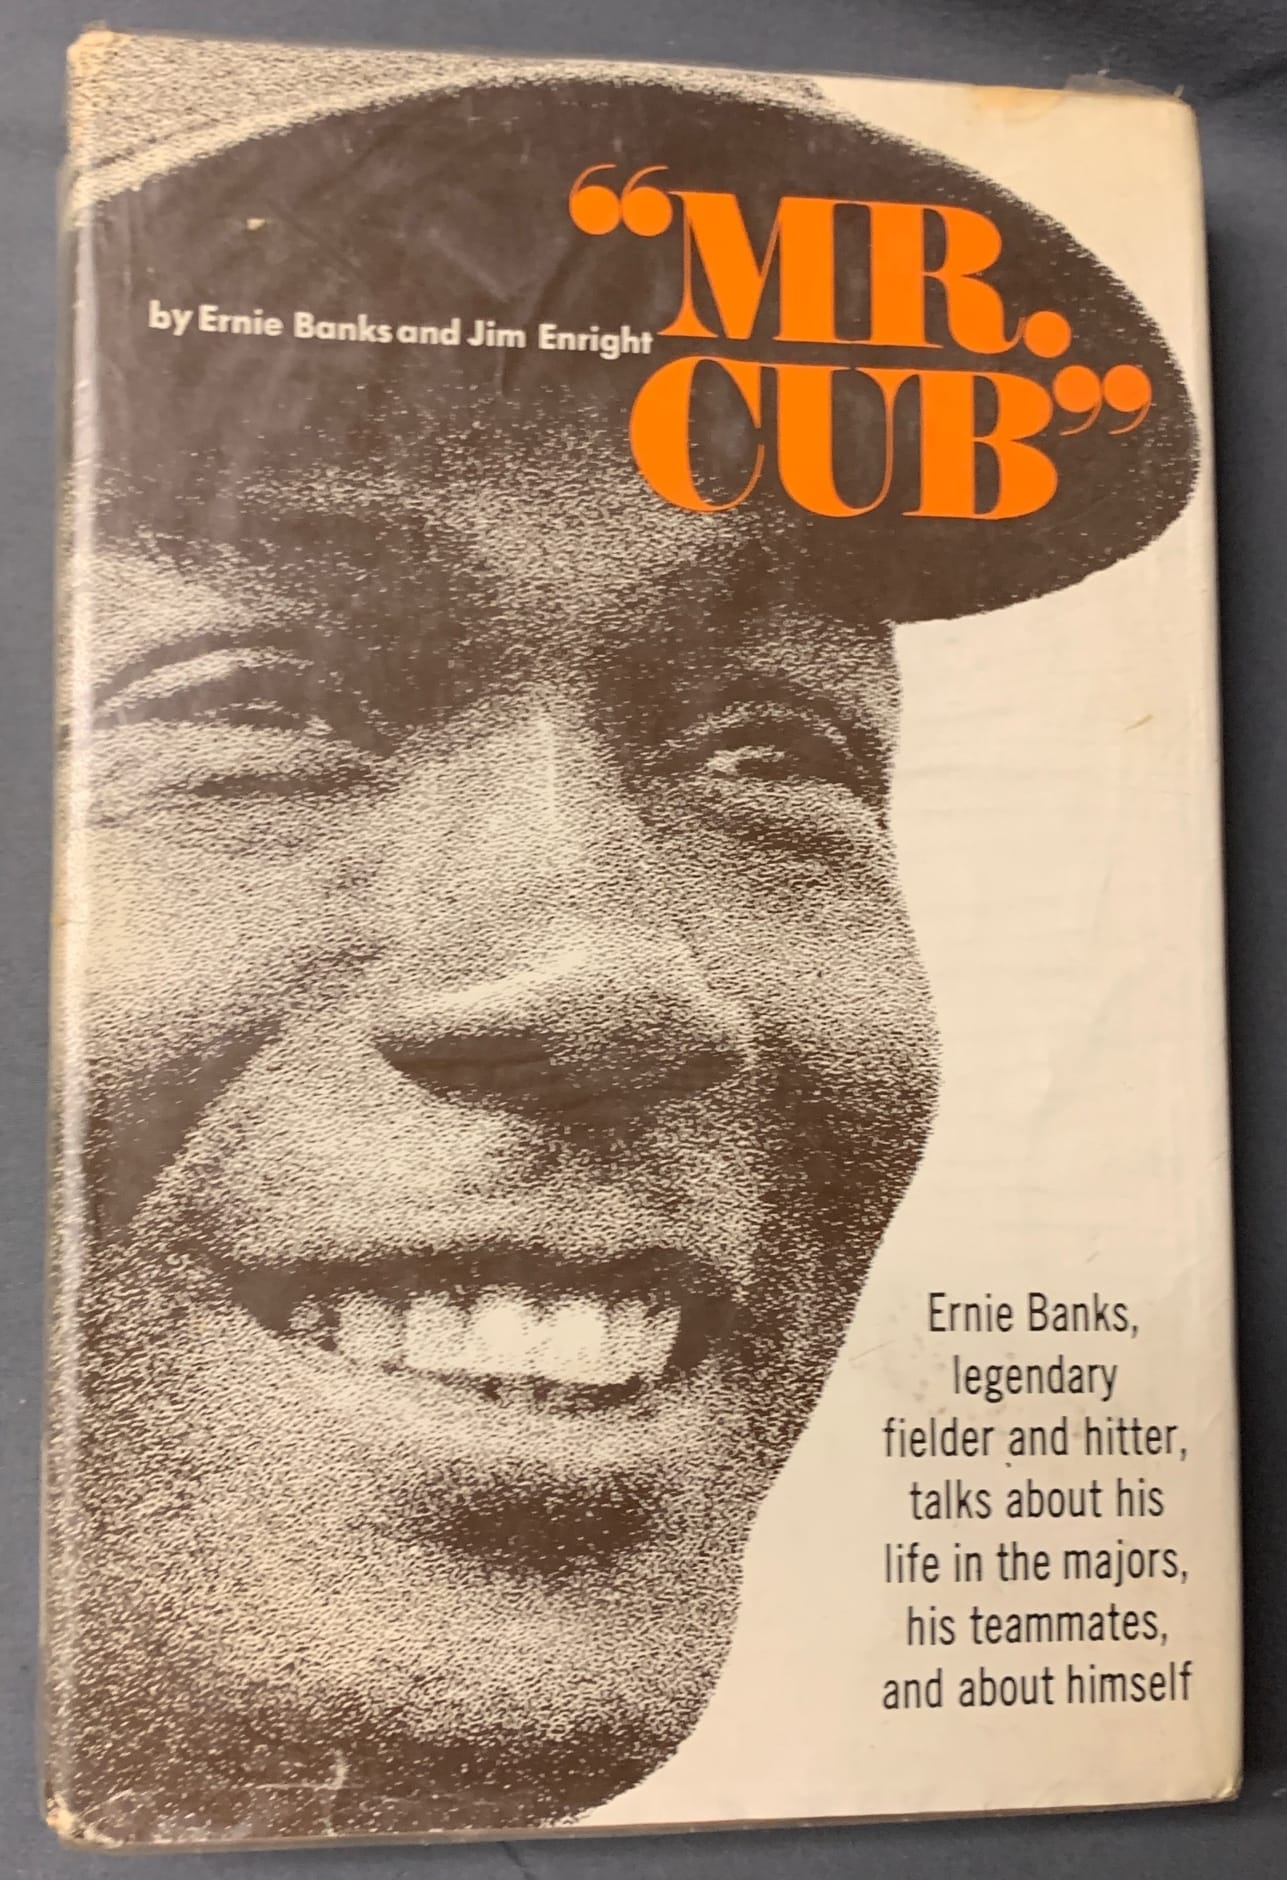 “MR.
by Ernie Banks and Jim Enright
CUB”
Ernie Banks,
legendary
fielder and hitter,
talks about his
life in the majors,
his teammates,
and about himself